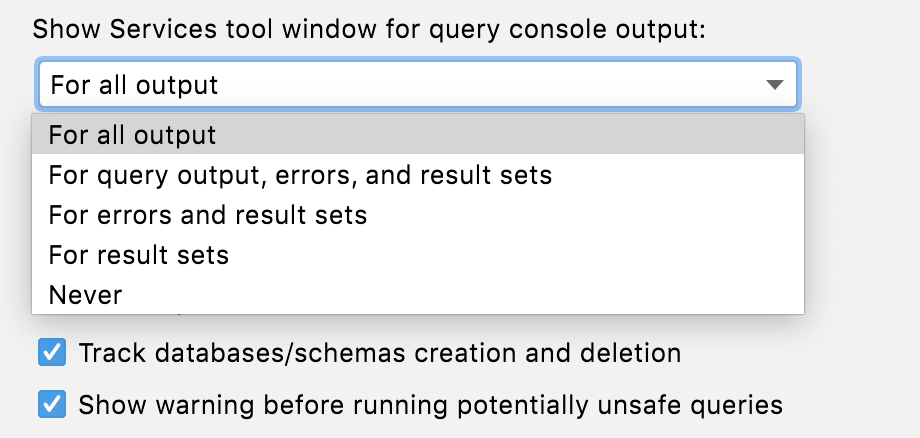 Show Services tool window for query console output:
For all output
For all output
For query output, errors, and result sets
For errors and result sets
For result sets
Never
Track databases/schemas creation and deletion
Show warning before running potentially unsafe queries